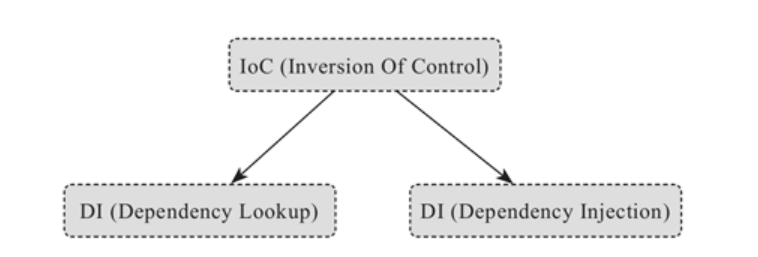 IoC (Inversion Of Control)
DI (Dependency Lookup)
DI (Dependency Injection)